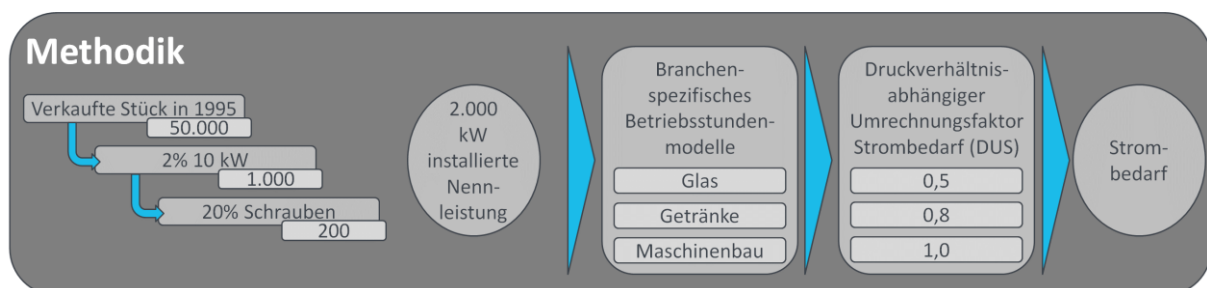 Methodik
Verkaufte Stück in 1995
50.000
2% 10 kW
1.000
20% Schrauben
200
2.000
kW
installierte
Nenn-
leistung
Branchen-
spezifisches
Betriebsstunden-
modelle
Glas
Getränke
Maschinenbau
Druckverhältnis-
abhängiger
Umrechnungsfaktor
Strombedarf (DUS)
0,5
0,8
1,0
Strom-
bedarf